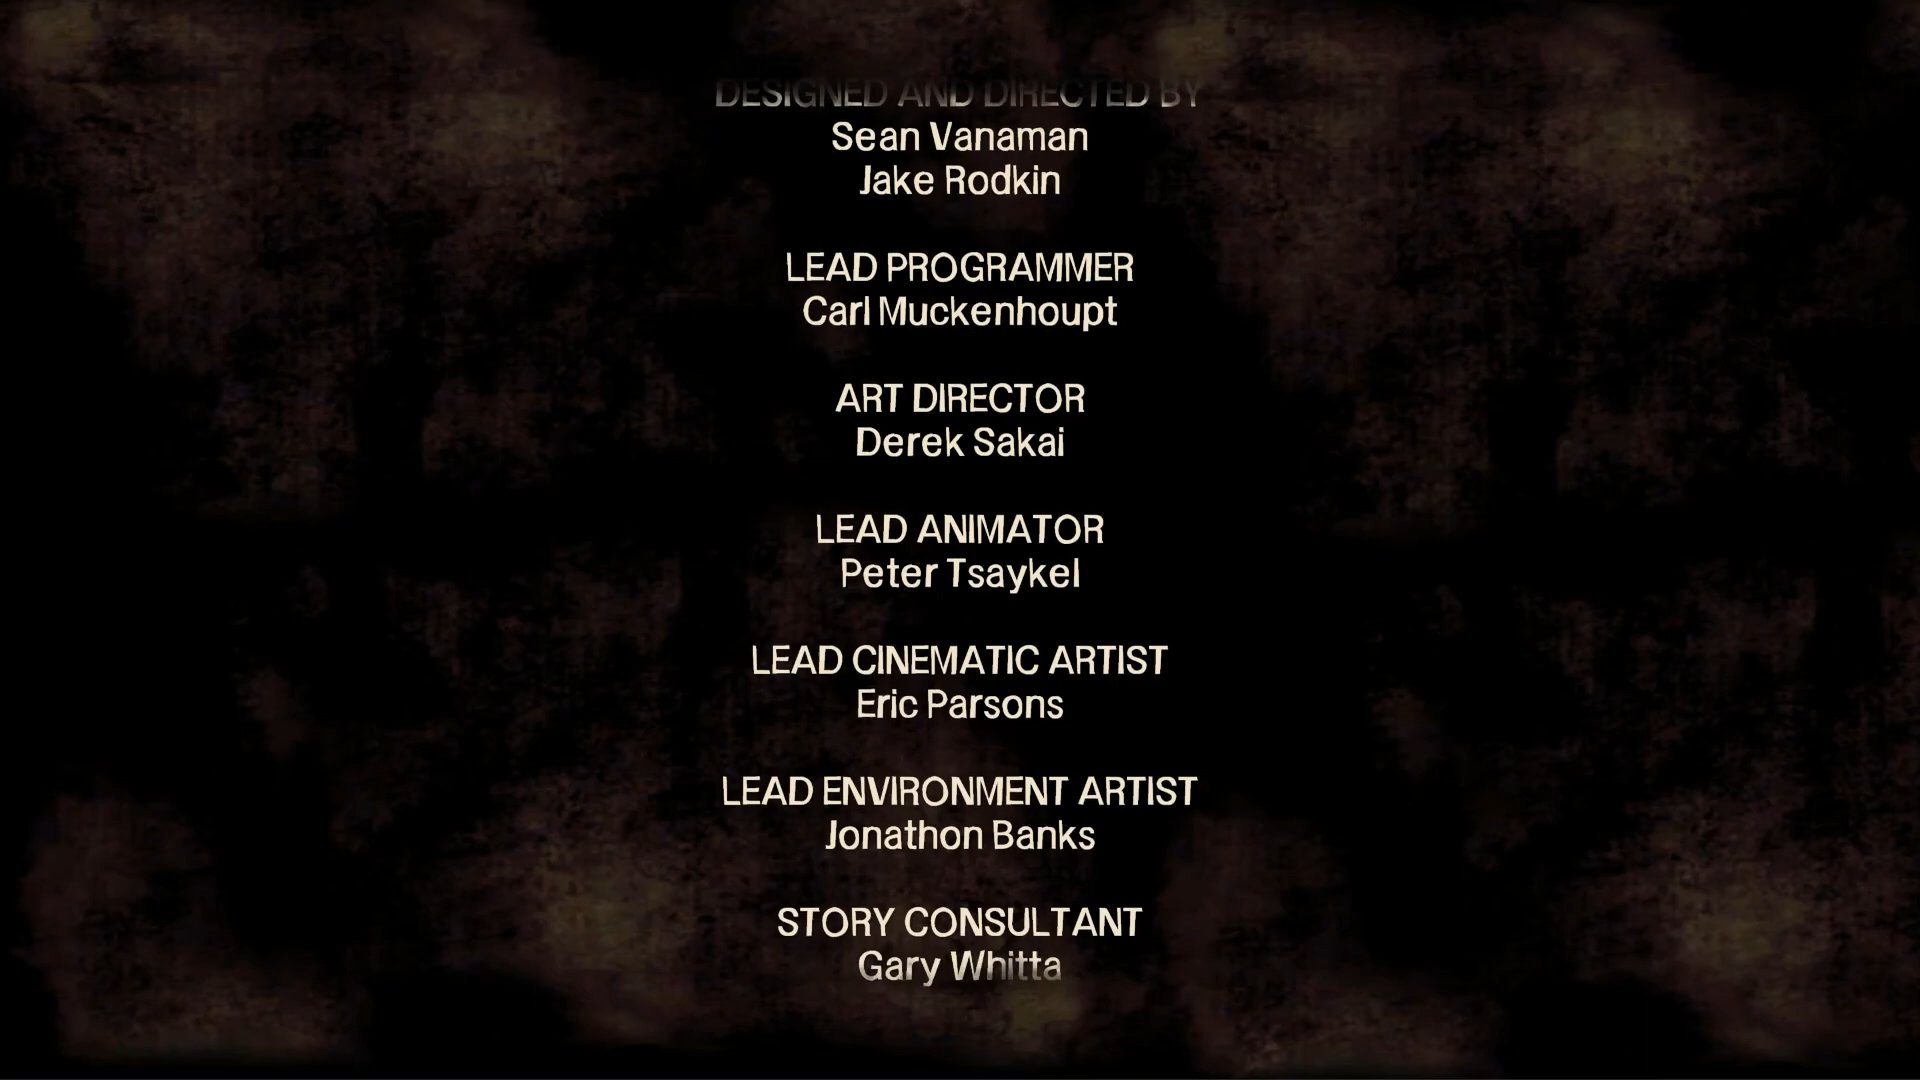 DESIGNED AND DIRECTED BY
Sean Vanaman
Jake Rodkin
LEAD PROGRAMMER
Carl Muckenhoupt
ART DIRECTOR
Derek Sakai
LEAD ANIMATOR
Peter Tsaykel
LEAD CINEMATIC ARTIST
Eric Parsons
LEAD ENVIRONMENT ARTIST
Jonathon Banks
STORY CONSULTANT
Gary Whitta